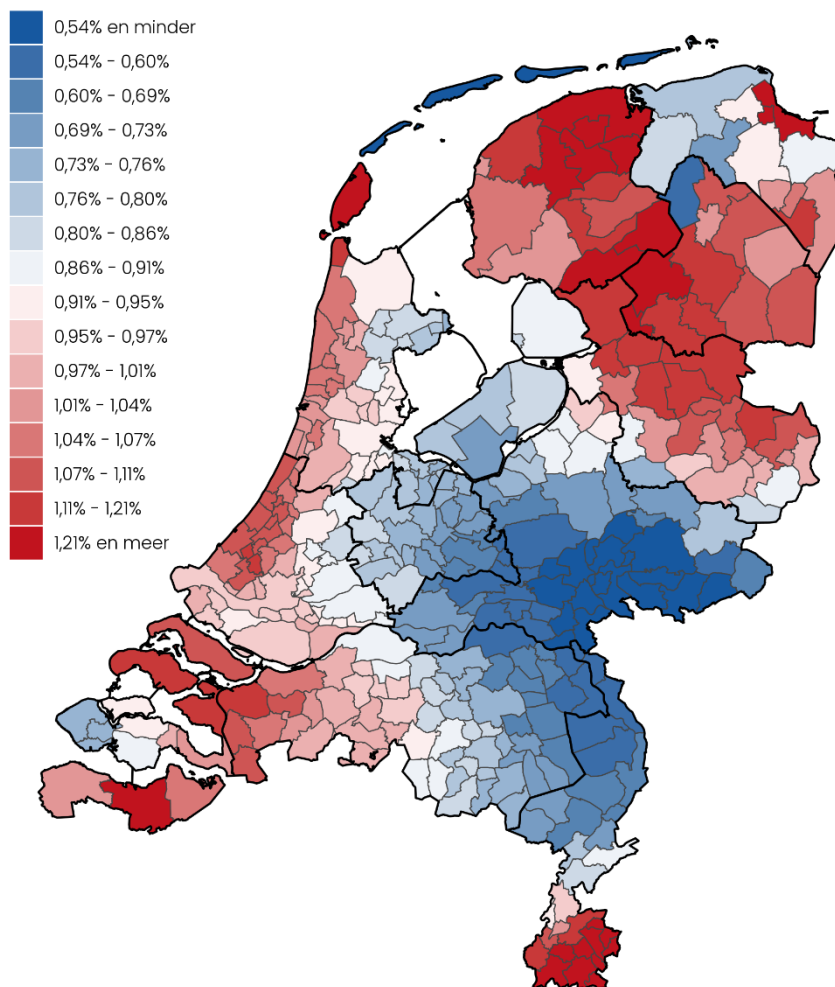 0,54% en minder
0,54% - 0,60%
0,60% - 0,69%
0,69% - 0,73%
0,73% - 0,76%
0,76% - 0,80%
0,80% - 0,86%
0,86% - 0,91%
0,91% - 0,95%
0,95% - 0,97%
0,97% - 1,01%
1,01% - 1,04%
1,04% - 1,07%
1,07% - 1,11%
1,11% - 1,21%
1,21% en meer